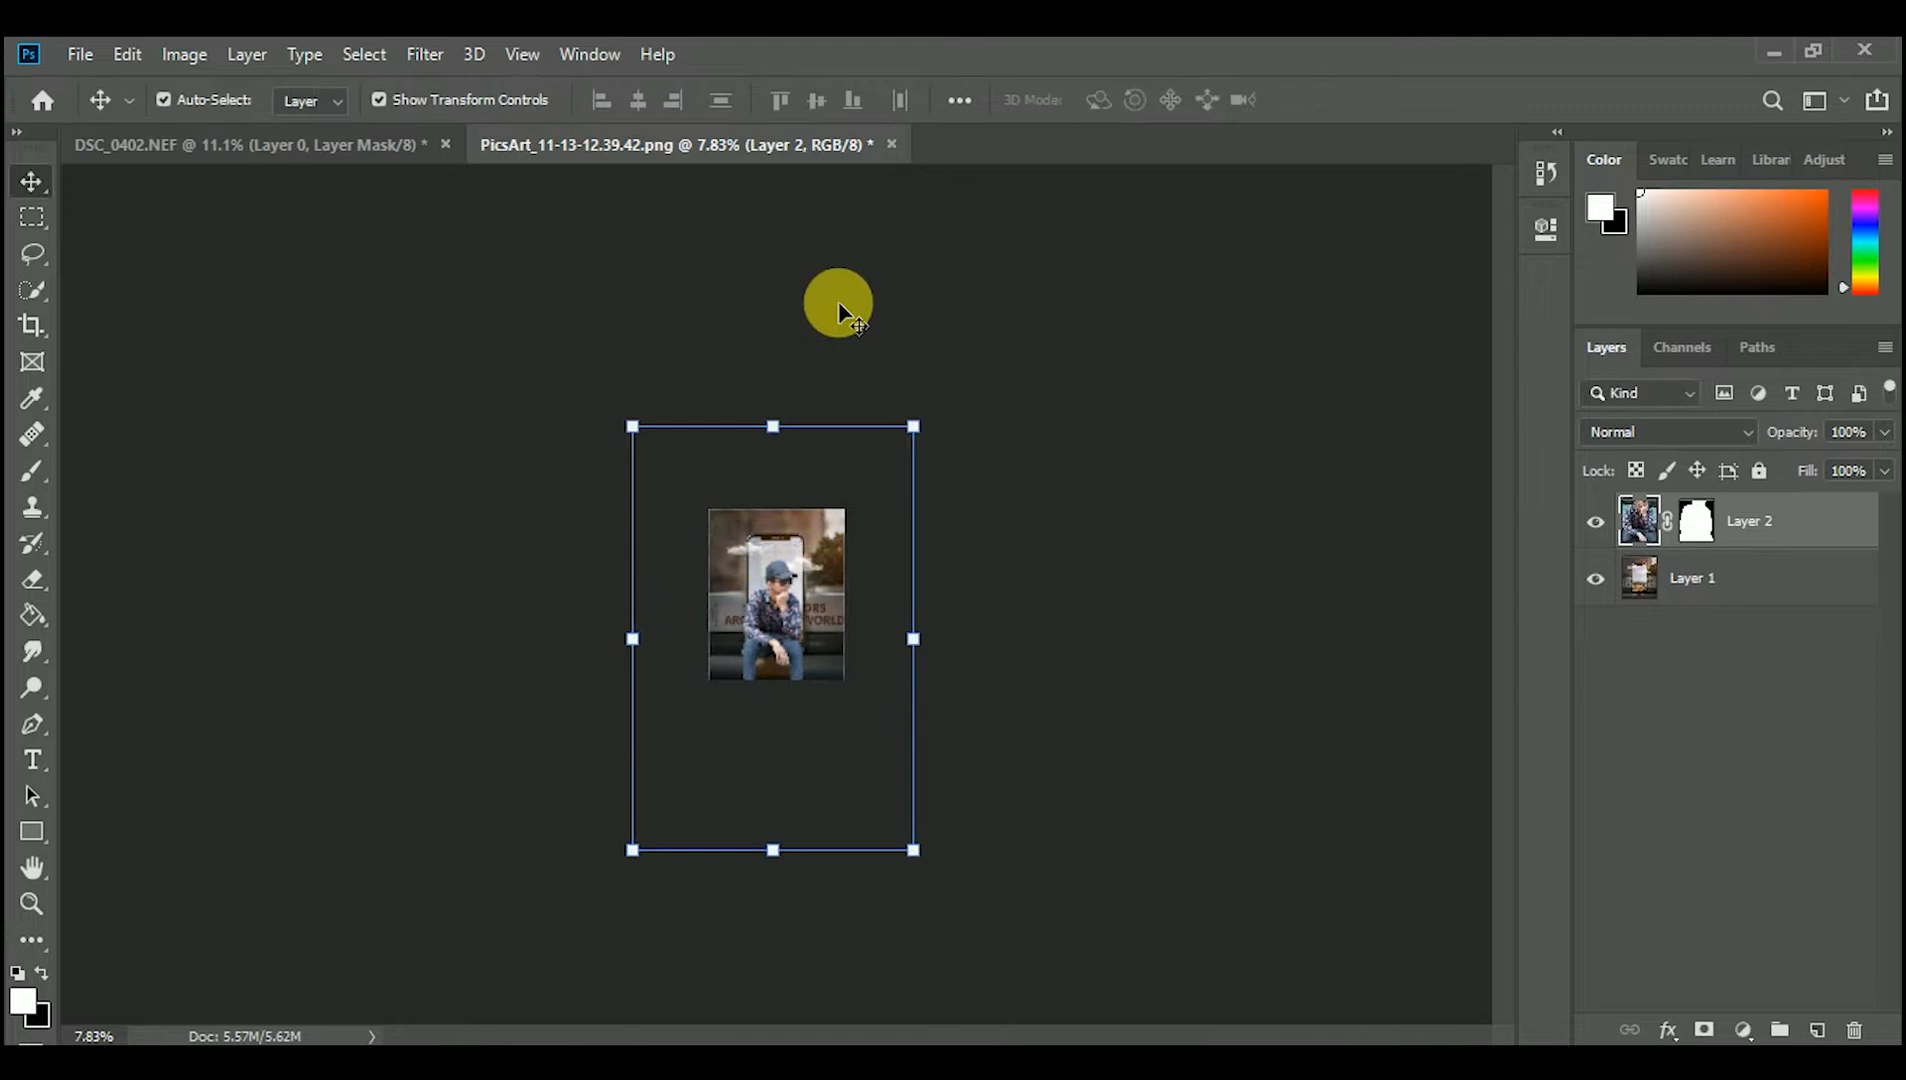 Ps File Edit Image Layer Type Select Filter 3D View Window Help
Auto-Select: Layer Show Transform Controls 3D Mode:
DSC_0402.NEF @ 11.1% (Layer 0, Layer Mask/8) * PicsArt_11-13-12.39.42.png @ 7.83% (Layer 2, RGB/8) *
Color Swatc Learn Librar Adjust
Layers Channels Paths
Kind
Normal Opacity: 100%
Lock: Fill: 100%
Layer 2
Layer 1
WORLD
7.83% Doc: 5.57M/5.62M